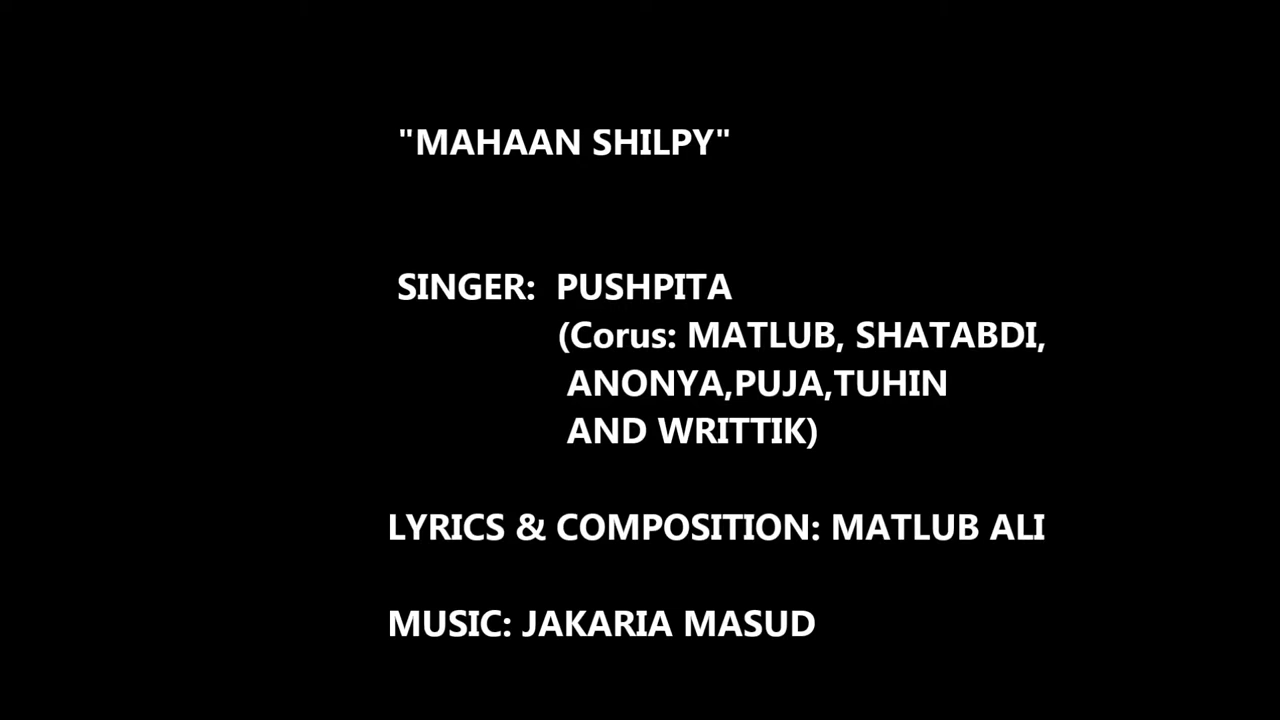 "MAHAAN SHILPY"
SINGER: PUSHPITA
(Corus: MATLUB, SHATABDI,
ANONYA,PUJA,TUHIN
AND WRITTIK)
LYRICS & COMPOSITION: MATLUB ALI
MUSIC: JAKARIA MASUD